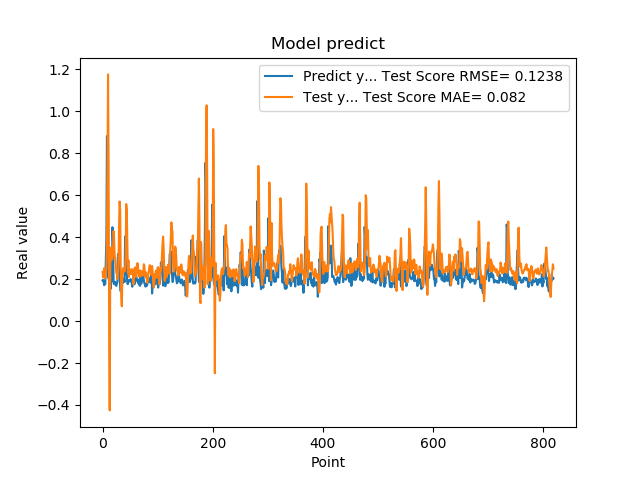 Model predict
Predict y... Test Score RMSE= 0.1238
Test y... Test Score MAE= 0.082
Real value
1.2
1.0
0.8
0.6
0.4
0.2
0.0
−0.2
−0.4
0 200 400 600 800
Point